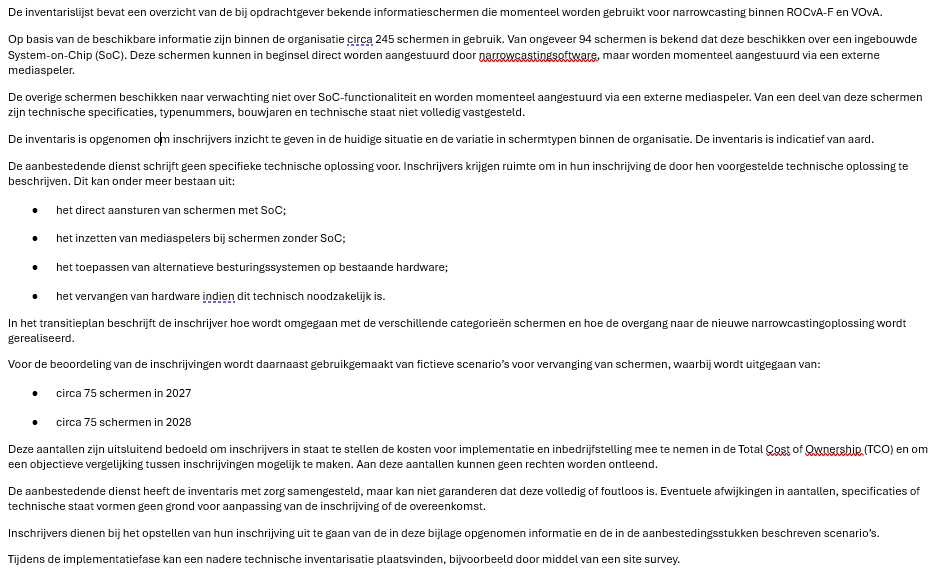 De inventarislijst bevat een overzicht van de bij opdrachtgever bekende informatieschermen die momenteel worden gebruikt voor narrowcasting binnen ROCvA-F en VOvA.
Op basis van de beschikbare informatie zijn binnen de organisatie circa 245 schermen in gebruik. Van ongeveer 94 schermen is bekend dat deze beschikken over een ingebouwde
System-on-Chip (SoC). Deze schermen kunnen in beginsel direct worden aangestuurd door narrowcastingsoftware, maar worden momenteel aangestuurd via een externe
mediaspeler.
De overige schermen beschikken naar verwachting niet over SoC-functionaliteit en worden momenteel aangestuurd via een externe mediaspeler. Van een deel van deze schermen
zijn technische specificaties, typenummers, bouwjaren en technische staat niet volledig vastgesteld.
De inventaris is opgenomen om inschrijvers inzicht te geven in de huidige situatie en de variatie in schermtypen binnen de organisatie. De inventaris is indicatief van aard.
De aanbestedende dienst schrijft geen specifieke technische oplossing voor. Inschrijvers krijgen ruimte om in hun inschrijving de door hen voorgestelde technische oplossing te
beschrijven. Dit kan onder meer bestaan uit:
• het direct aansturen van schermen met SoC;
• het inzetten van mediaspelers bij schermen zonder SoC;
• het toepassen van alternatieve besturingssystemen op bestaande hardware;
• het vervangen van hardware indien dit technisch noodzakelijk is.
In het transitieplan beschrijft de inschrijver hoe wordt omgegaan met de verschillende categorieën schermen en hoe de overgang naar de nieuwe narrowcastingoplossing wordt
gerealiseerd.
Voor de beoordeling van de inschrijvingen wordt daarnaast gebruikgemaakt van fictieve scenario's voor vervanging van schermen, waarbij wordt uitgegaan van:
• circa 75 schermen in 2027
• circa 75 schermen in 2028
Deze aantallen zijn uitsluitend bedoeld om inschrijvers in staat te stellen de kosten voor implementatie en inbedrijfstelling mee te nemen in de Total Cost of Ownership (TCO) en om
een objectieve vergelijking tussen inschrijvingen mogelijk te maken. Aan deze aantallen kunnen geen rechten worden ontleend.
De aanbestedende dienst heeft de inventaris met zorg samengesteld, maar kan niet garanderen dat deze volledig of foutloos is. Eventuele afwijkingen in aantallen, specificaties of
technische staat vormen geen grond voor aanpassing van de inschrijving of de overeenkomst.
Inschrijvers dienen bij het opstellen van hun inschrijving uit te gaan van de in deze bijlage opgenomen informatie en de in de aanbestedingsstukken beschreven scenario's.
Tijdens de implementatiefase kan een nadere technische inventarisatie plaatsvinden, bijvoorbeeld door middel van een site survey.